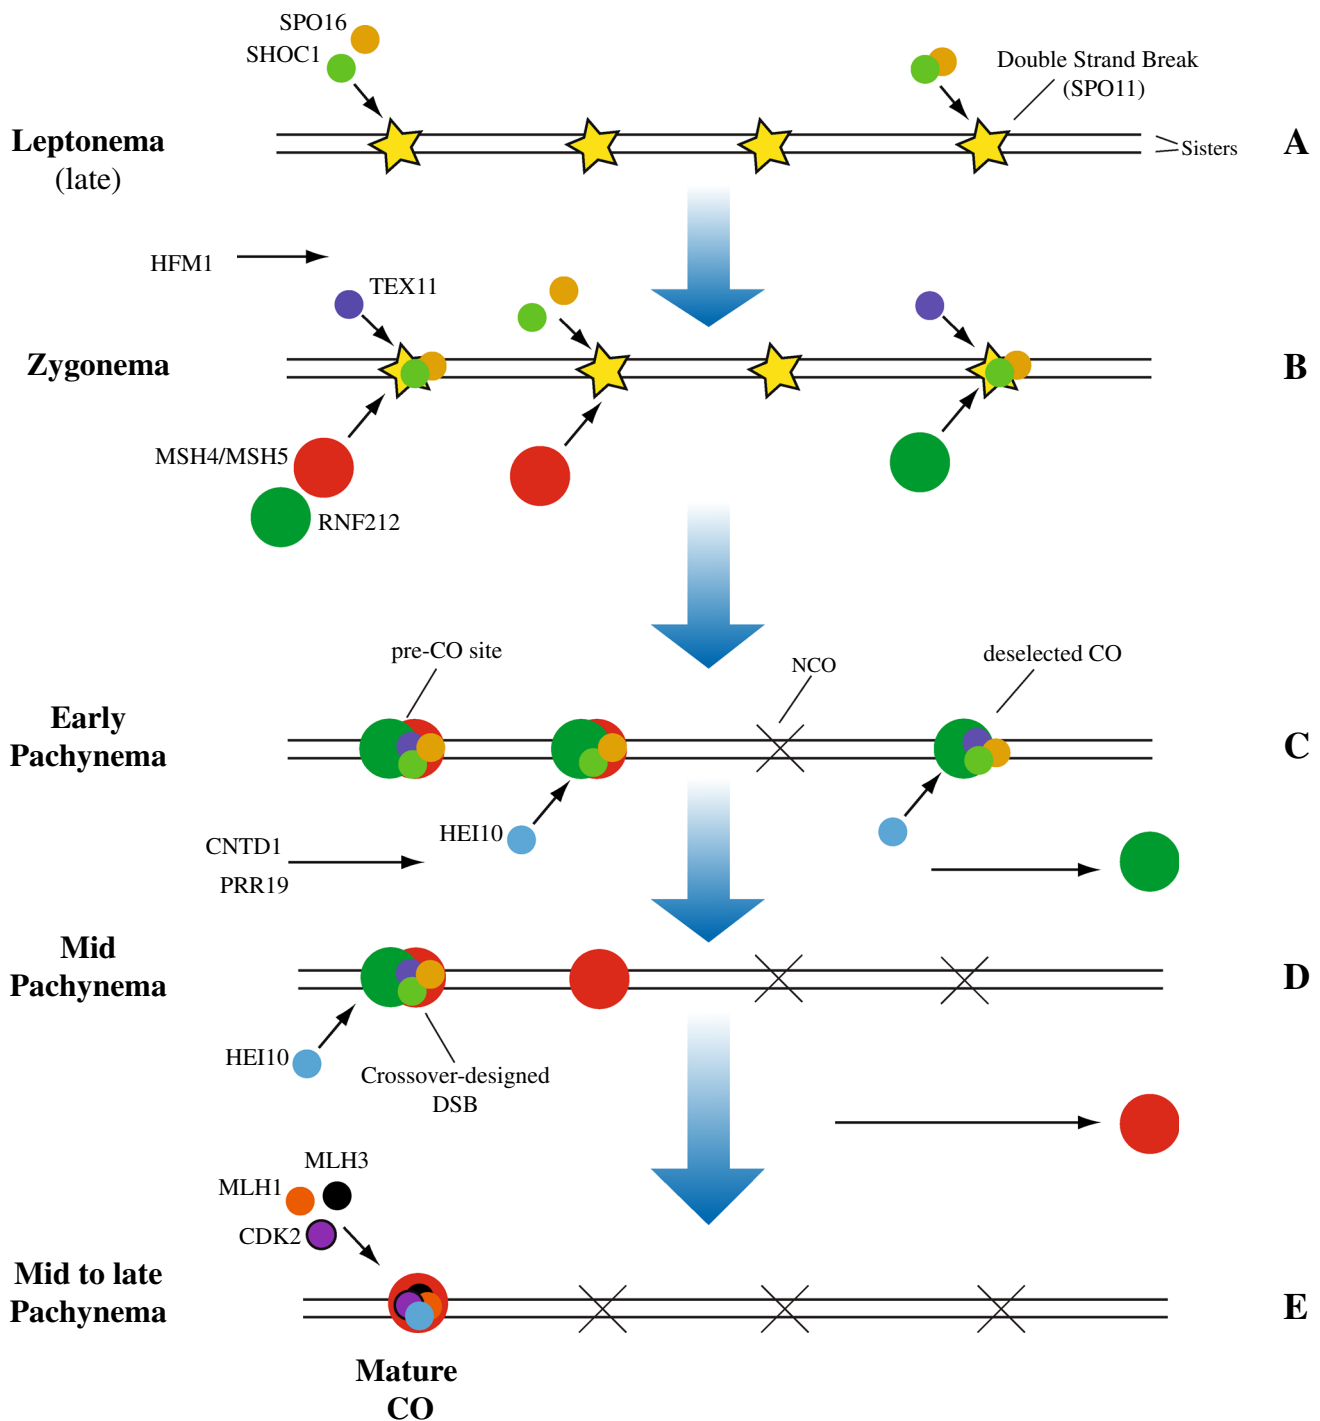 SPO16
SHOC1
Double Strand Break
(SPO11)
Leptonema
(late)
Sisters
A
HFM1
TEX11
Zygonema
B
MSH4/MSH5
RNF212
pre-CO site
NCO
deselected CO
Early
Pachynema
C
HEI10
CNTD1
PRR19
Mid
Pachynema
D
HEI10
Crossover-designed
DSB
MLH3
MLH1
CDK2
Mid to late
Pachynema
E
Mature
CO